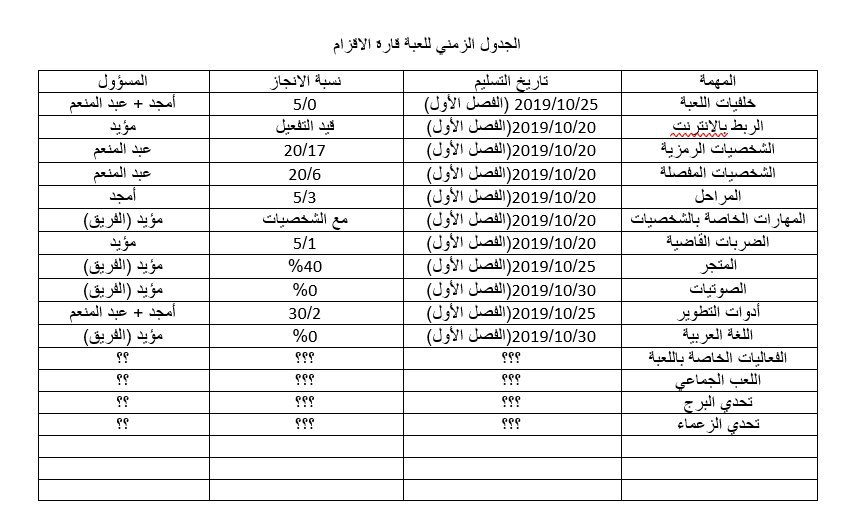 الجدول الزمني للعبة قارة الاقزام
المهمة تاريخ التسليم نسبة الانجاز المسؤول
خلفيات اللعبة 2019/10/25 (الفصل الأول) 5/0 أمجد + عبد المنعم
الربط بالإنترنت 2019/10/20(الفصل الأول) قيد التفعيل مؤيد
الشخصيات الرمزية 2019/10/20(الفصل الأول) 20/17 عبد المنعم
الشخصيات المفصلة 2019/10/20(الفصل الأول) 20/6 عبد المنعم
المراحل 2019/10/20(الفصل الأول) 5/3 أمجد
المهارات الخاصة بالشخصيات 2019/10/20(الفصل الأول) مع الشخصيات مؤيد (الفريق)
الضربات القاضية 2019/10/20(الفصل الأول) 5/1 مؤيد
المتجر 2019/10/25(الفصل الأول) %40 مؤيد (الفريق)
الصوتيات 2019/10/30(الفصل الأول) %0 مؤيد (الفريق)
أدوات التطوير 2019/10/25(الفصل الأول) 30/2 أمجد + عبد المنعم
اللغة العربية 2019/10/30(الفصل الأول) %0 مؤيد (الفريق)
الفعاليات الخاصة باللعبة ؟؟؟ ؟؟؟ ؟؟
اللعب الجماعي ؟؟؟ ؟؟؟ ؟؟
تحدي البرج ؟؟؟ ؟؟؟ ؟؟
تحدي الزعماء ؟؟؟ ؟؟؟ ؟؟